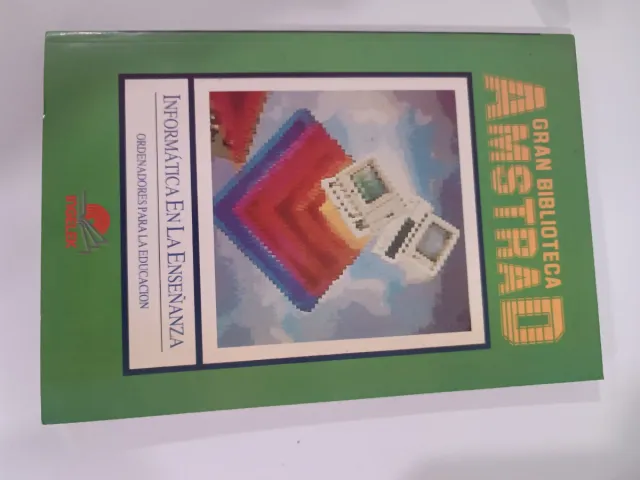 GRAN BIBLIOTECA
AMSTRAD
INFORMÁTICA EN LA ENSEÑANZA
ORDENADORES PARA LA EDUCACION